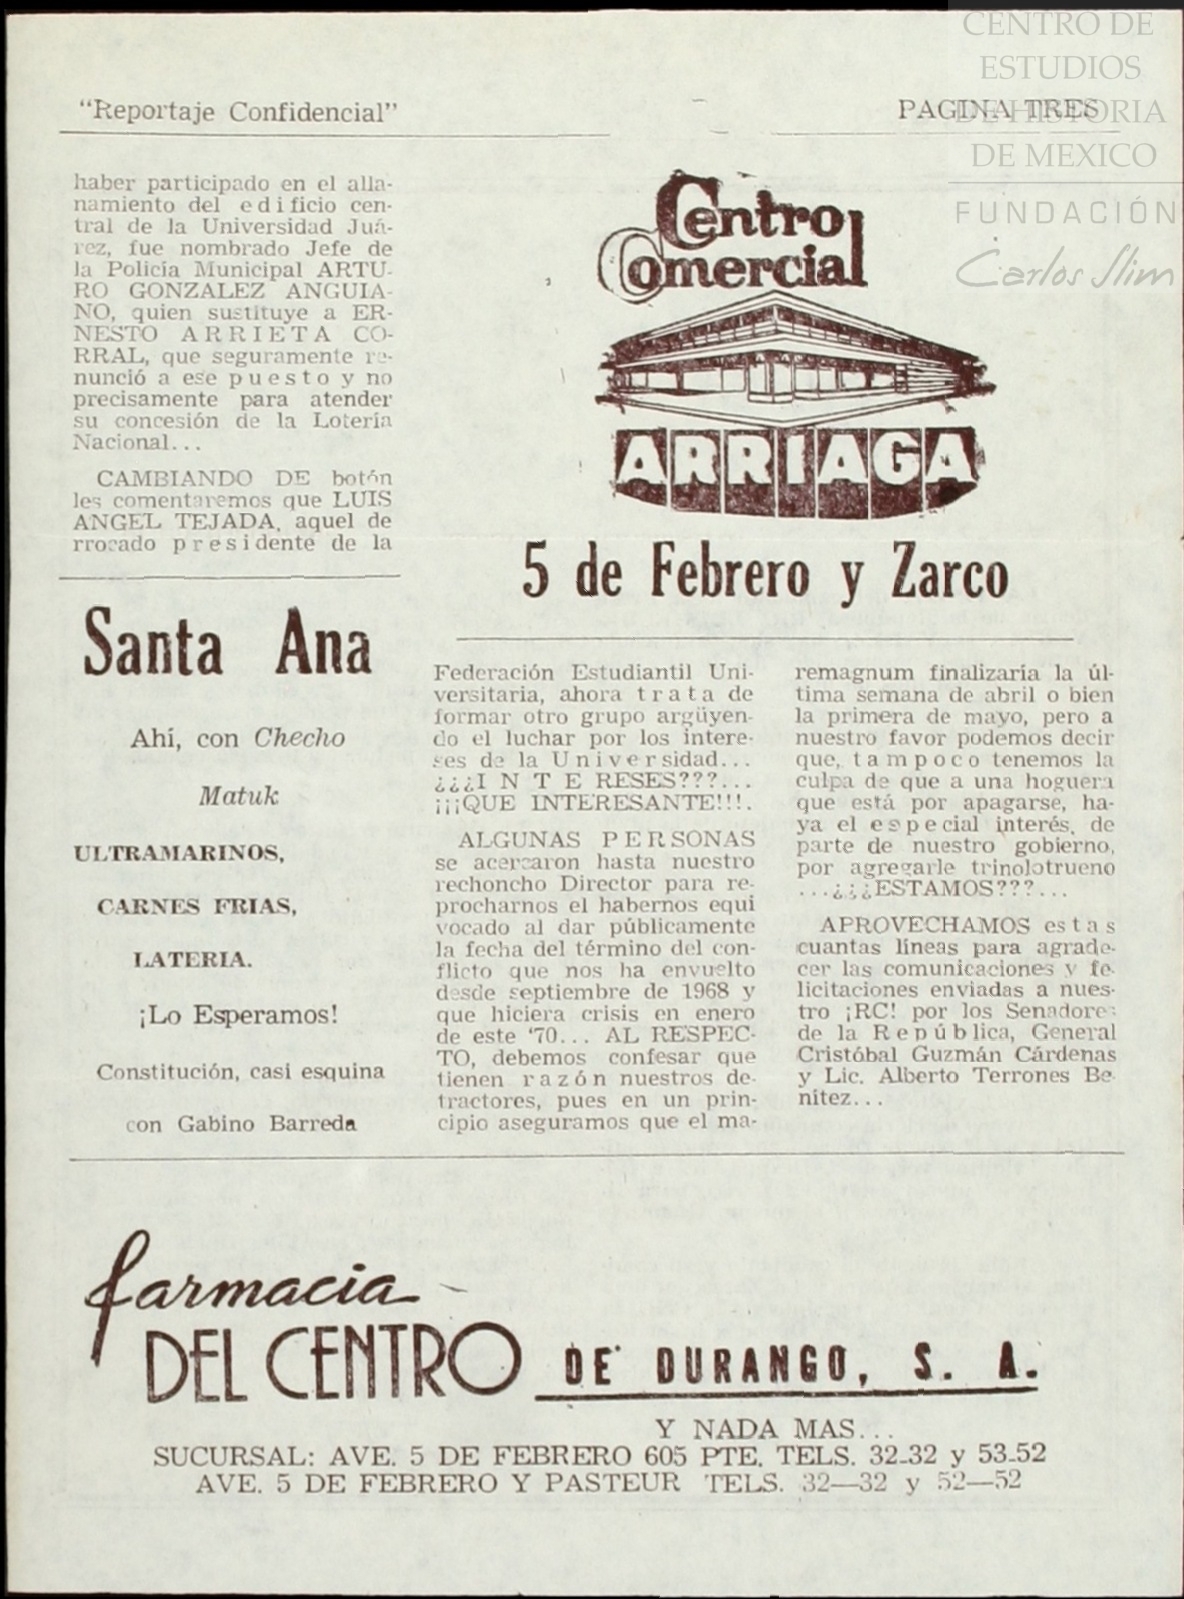 "Reportaje Confidencial"
PAGINA TRES
CENTRO DE
ESTUDIOS
DE HISTORIA
DE MEXICO
FUNDACIÓN
Carlos Slim
haber participado en el alla-
namiento del edificio cen-
tral de la Universidad Juá-
rez, fue nombrado Jefe de
la Policía Municipal ARTU-
RO GONZALEZ ANGUIA-
NO, quien sustituye a ER-
NESTO ARRIETA CO-
RRAL, que seguramente re-
nunció a ese puesto y no
precisamente para atender
su concesión de la Lotería
Nacional...
CAMBIANDO DE botón
les comentaremos que LUIS
ANGEL TEJADA, aquel de
rrocado presidente de la
Centro
Comercial
ARRIAGA
5 de Febrero y Zarco
Santa Ana
Ahí, con Checho
Matuk
ULTRAMARINOS,
CARNES FRIAS,
LATERIA.
¡Lo Esperamos!
Constitución, casi esquina
con Gabino Barreda
Federación Estudiantil Uni-
versitaria, ahora trata de
formar otro grupo argüyen-
do el luchar por los intere-
ses de la Universidad...
¿¿¿INTERESES???...
¡¡¡QUE INTERESANTE!!!.
ALGUNAS PERSONAS
se acercaron hasta nuestro
rechoncho Director para re-
procharnos el habernos equi
vocado al dar públicamente
la fecha del término del con-
flicto que nos ha envuelto
desde septiembre de 1968 y
que hiciera crisis en enero
de este '70... AL RESPEC-
TO, debemos confesar que
tienen razón nuestros de-
tractores, pues en un prin-
cipio aseguramos que el ma-
remagnum finalizaría la úl-
tima semana de abril o bien
la primera de mayo, pero a
nuestro favor podemos decir
que, tampoco tenemos la
culpa de que a una hoguera
que está por apagarse, ha-
ya el especial interés, de
parte de nuestro gobierno,
por agregarle trinolotrueno
...¿¿¿ESTAMOS???...
APROVECHAMOS estas
cuantas líneas para agrade-
cer las comunicaciones y fe-
licitaciones enviadas a nues-
tro ¡RC! por los Senadores
de la República, General
Cristóbal Guzmán Cárdenas
y Lic. Alberto Terrones Be-
nítez...
farmacia
DEL CENTRO DE DURANGO, S. A.
Y NADA MAS...
SUCURSAL: AVE. 5 DE FEBRERO 605 PTE. TELS. 32-32 y 53-52
AVE. 5 DE FEBRERO Y PASTEUR TELS. 32—32 y 52—52